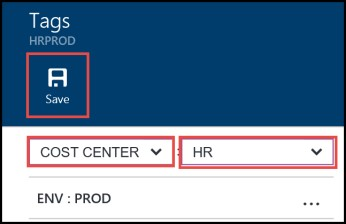 Tags
HRPROD
Save
COST CENTER : HR
ENV : PROD
...